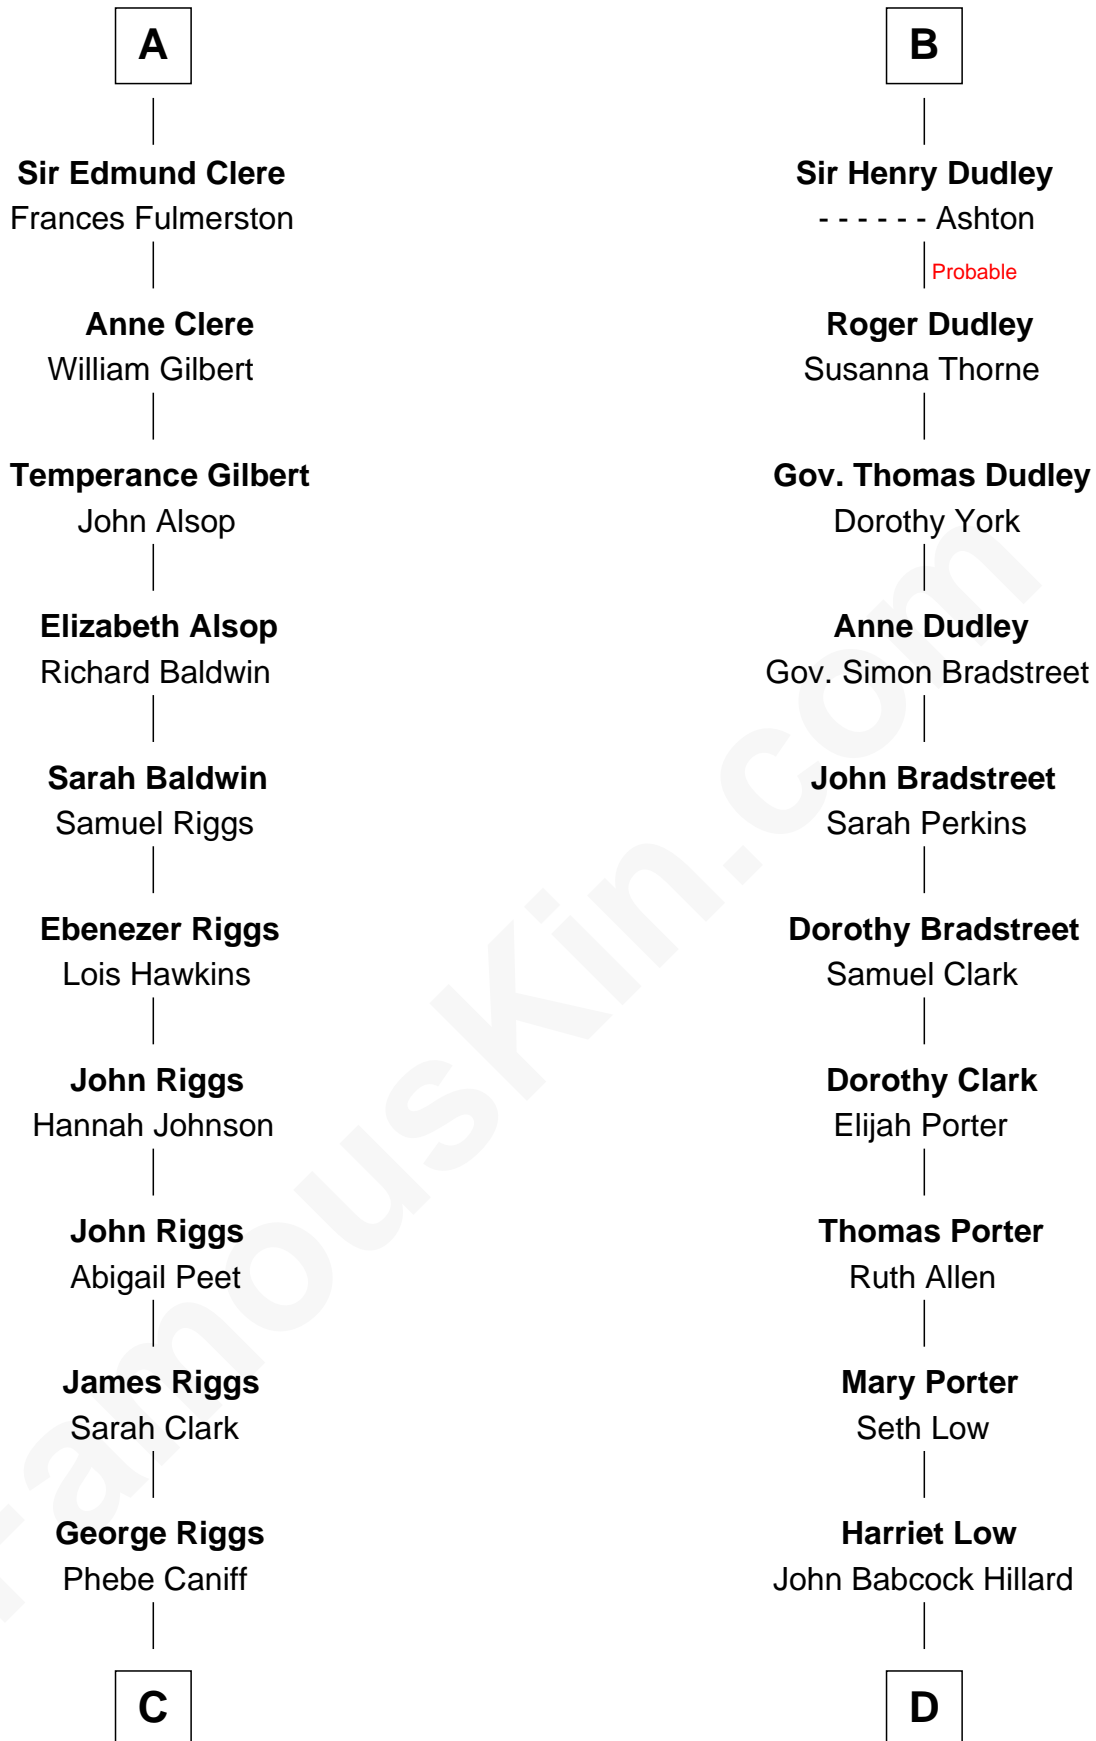 A
Sir Edmund Clere
Frances Fulmerston
Anne Clere
William Gilbert
Temperance Gilbert
John Alsop
Elizabeth Alsop
Richard Baldwin
Sarah Baldwin
Samuel Riggs
Ebenezer Riggs
Lois Hawkins
John Riggs
Hannah Johnson
John Riggs
Abigail Peet
James Riggs
Sarah Clark
George Riggs
Phebe Caniff
C
B
Sir Henry Dudley
- - - - - - Ashton
Probable
Roger Dudley
Susanna Thorne
Gov. Thomas Dudley
Dorothy York
Anne Dudley
Gov. Simon Bradstreet
John Bradstreet
Sarah Perkins
Dorothy Bradstreet
Samuel Clark
Dorothy Clark
Elijah Porter
Thomas Porter
Ruth Allen
Mary Porter
Seth Low
Harriet Low
John Babcock Hillard
D
FamousKin.com